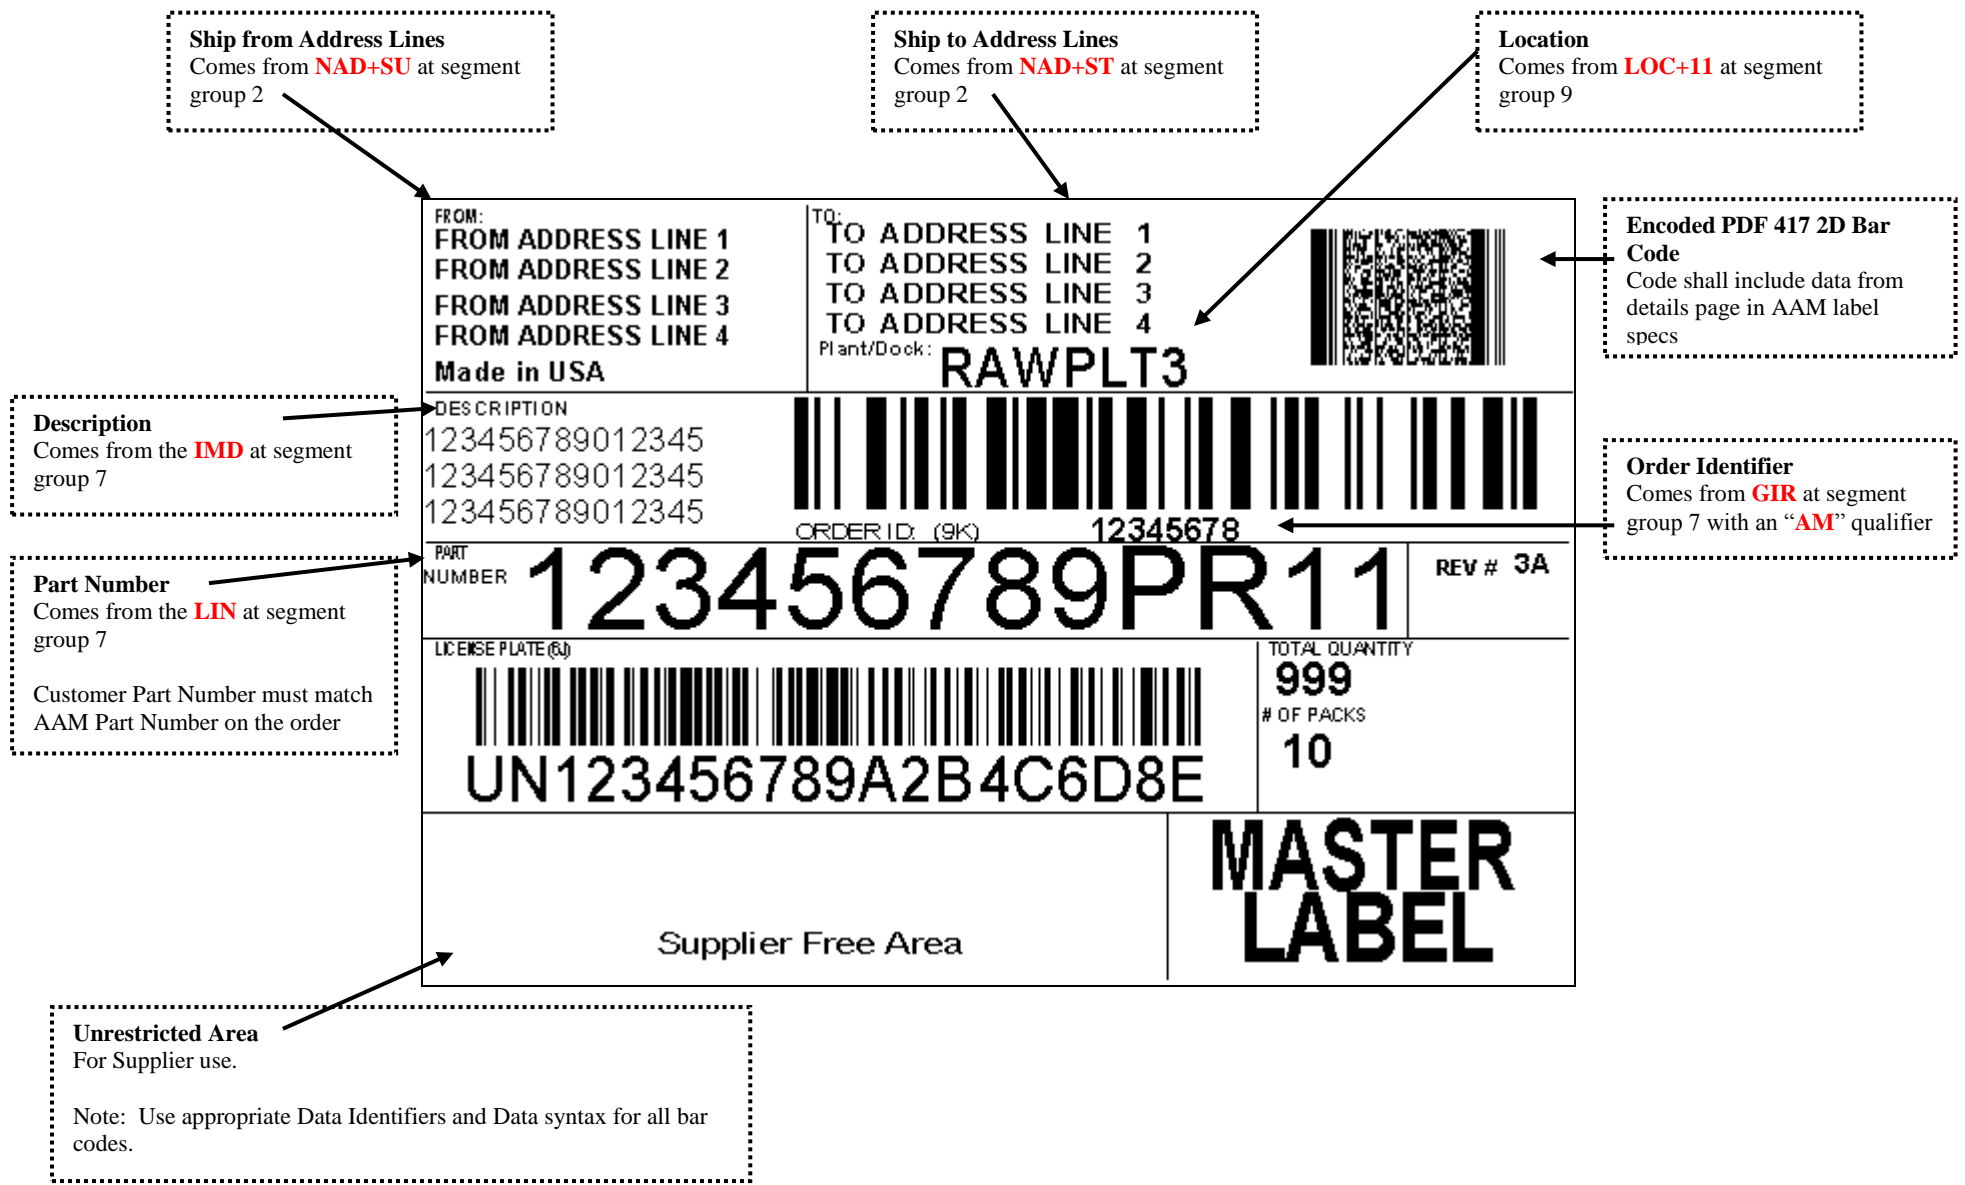 Ship from Address Lines
Comes from NAD+SU at segment
group 2
Ship to Address Lines
Comes from NAD+ST at segment
group 2
Location
Comes from LOC+11 at segment
group 9
Encoded PDF 417 2D Bar
Code
Code shall include data from
details page in AAM label
specs
FROM:
FROM ADDRESS LINE 1
FROM ADDRESS LINE 2
FROM ADDRESS LINE 3
FROM ADDRESS LINE 4
Made in USA
TO:
TO ADDRESS LINE 1
TO ADDRESS LINE 2
TO ADDRESS LINE 3
TO ADDRESS LINE 4
Plant/Dock:
RAWPLT3
Description
Comes from the IMD at segment
group 7
DESCRIPTION
123456789012345
123456789012345
123456789012345
ORDER ID: (9K) 12345678
Order Identifier
Comes from GIR at segment
group 7 with an “AM” qualifier
Part Number
Comes from the LIN at segment
group 7
Customer Part Number must match
AAM Part Number on the order
PART
NUMBER
123456789PR11
REV # 3A
LICENSE PLATE (6J)
UN123456789A2B4C6D8E
TOTAL QUANTITY
999
# OF PACKS
10
Supplier Free Area
MASTER
LABEL
Unrestricted Area
For Supplier use.
Note: Use appropriate Data Identifiers and Data syntax for all bar
codes.